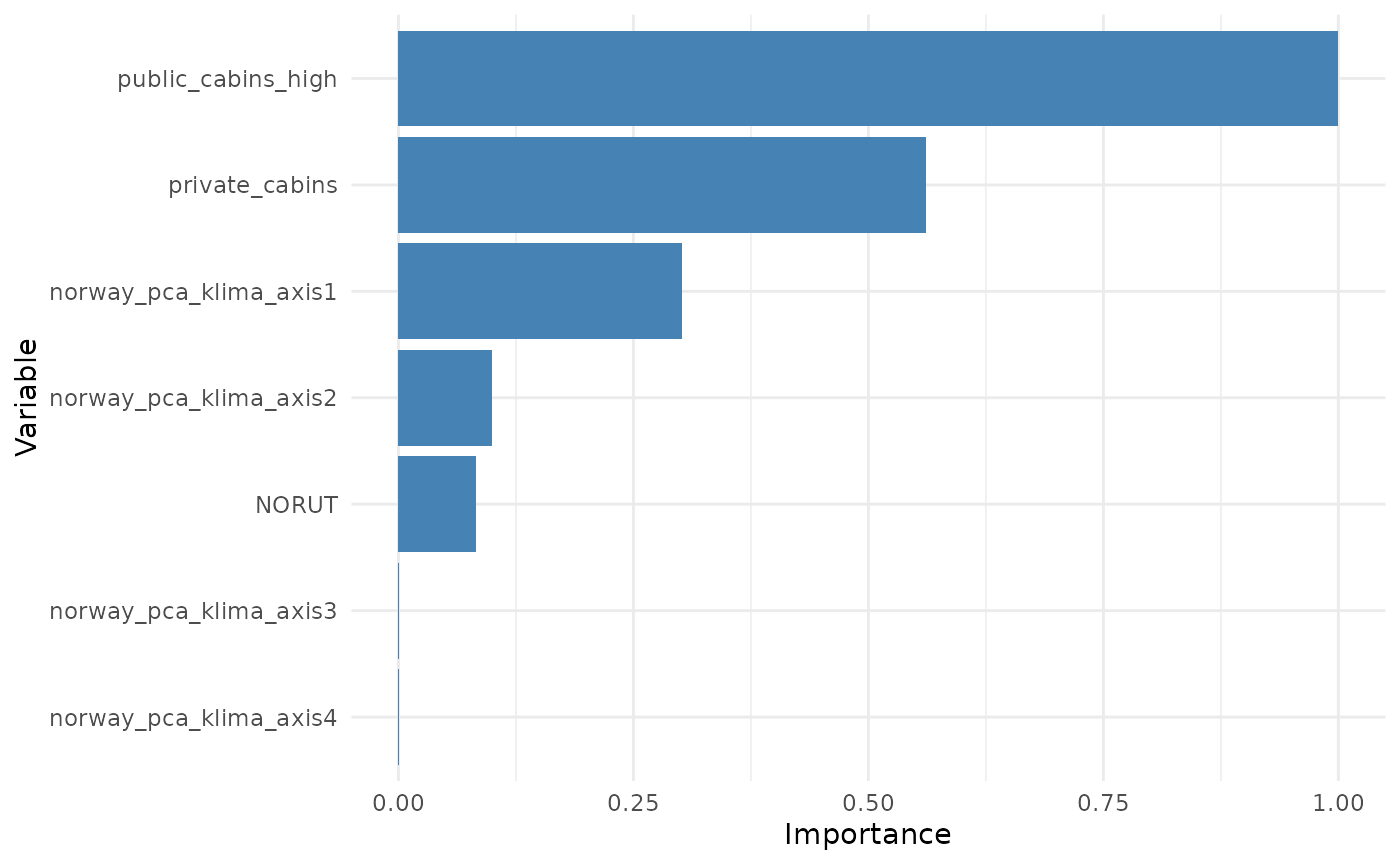 public_cabins_high
private_cabins
norway_pca_klima_axis1
norway_pca_klima_axis2
NORUT
norway_pca_klima_axis3
norway_pca_klima_axis4
Variable
0.00 0.25 0.50 0.75 1.00
Importance